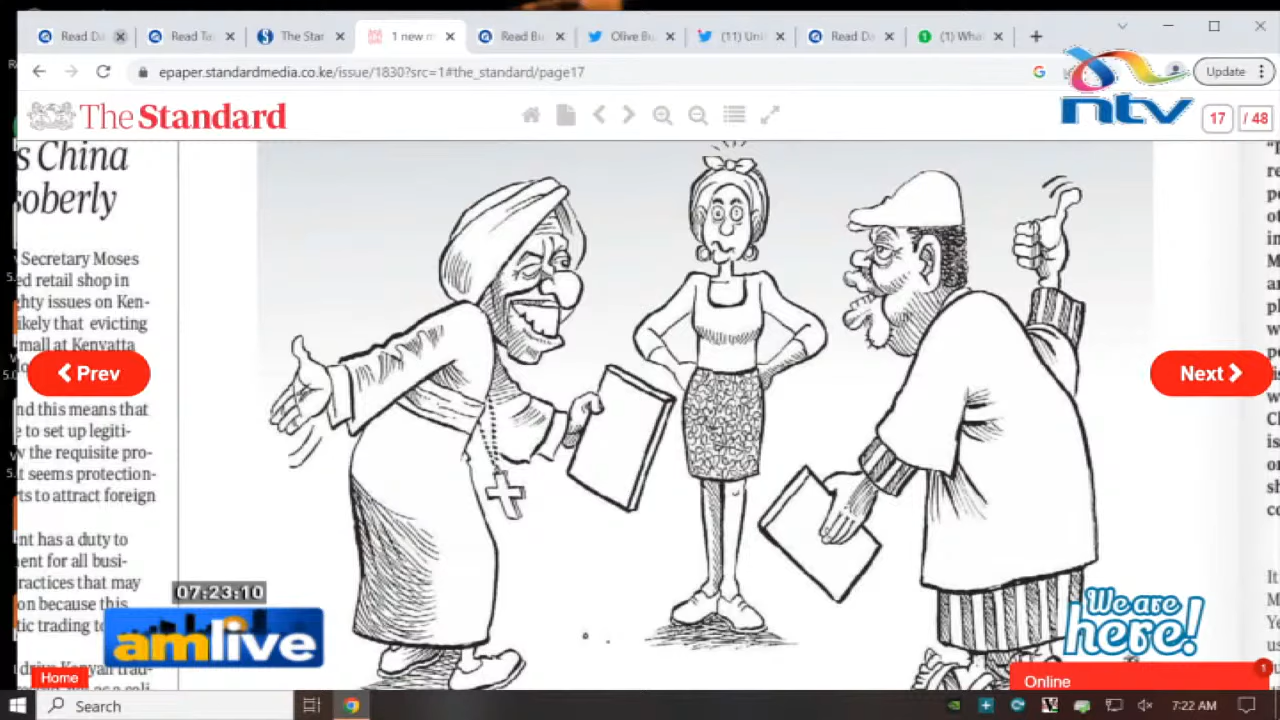 Read Da
Read To
The Star
1 new m
Read Bu
Olive Bu
(11) Uni
Read Da
(1) Wha
epaper.standardmedia.co.ke/issue/1830?src=1#the_standard/page17
Update
The Standard
ntv
17 / 48
s China
soberly
Secretary Moses
ed retail shop in
ghty issues on Ken-
ikely that evicting
mall at Kenyatta
Prev
Next
nd this means that
e to set up legiti-
w the requisite pro-
t seems protection-
rts to attract foreign
nt has a duty to
ent for all busi-
ractices that may
on because this
tic trading to
07:23:10
amlive
We are
here!
Home
Online
1
Search
7:22 AM